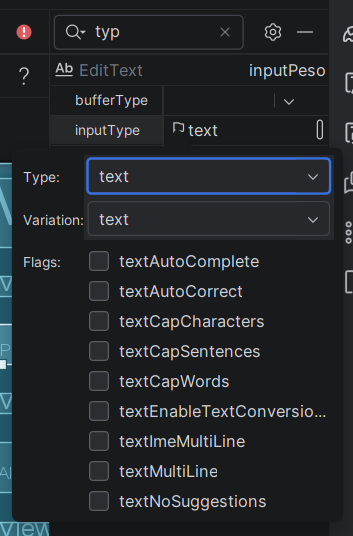 typ
?
Ab EditText inputPeso
bufferType
inputType text
Type: text
Variation: text
Flags: textAutoComplete
textAutoCorrect
textCapCharacters
textCapSentences
textCapWords
textEnableTextConversio...
textImeMultiLine
textMultiLine
textNoSuggestions
View